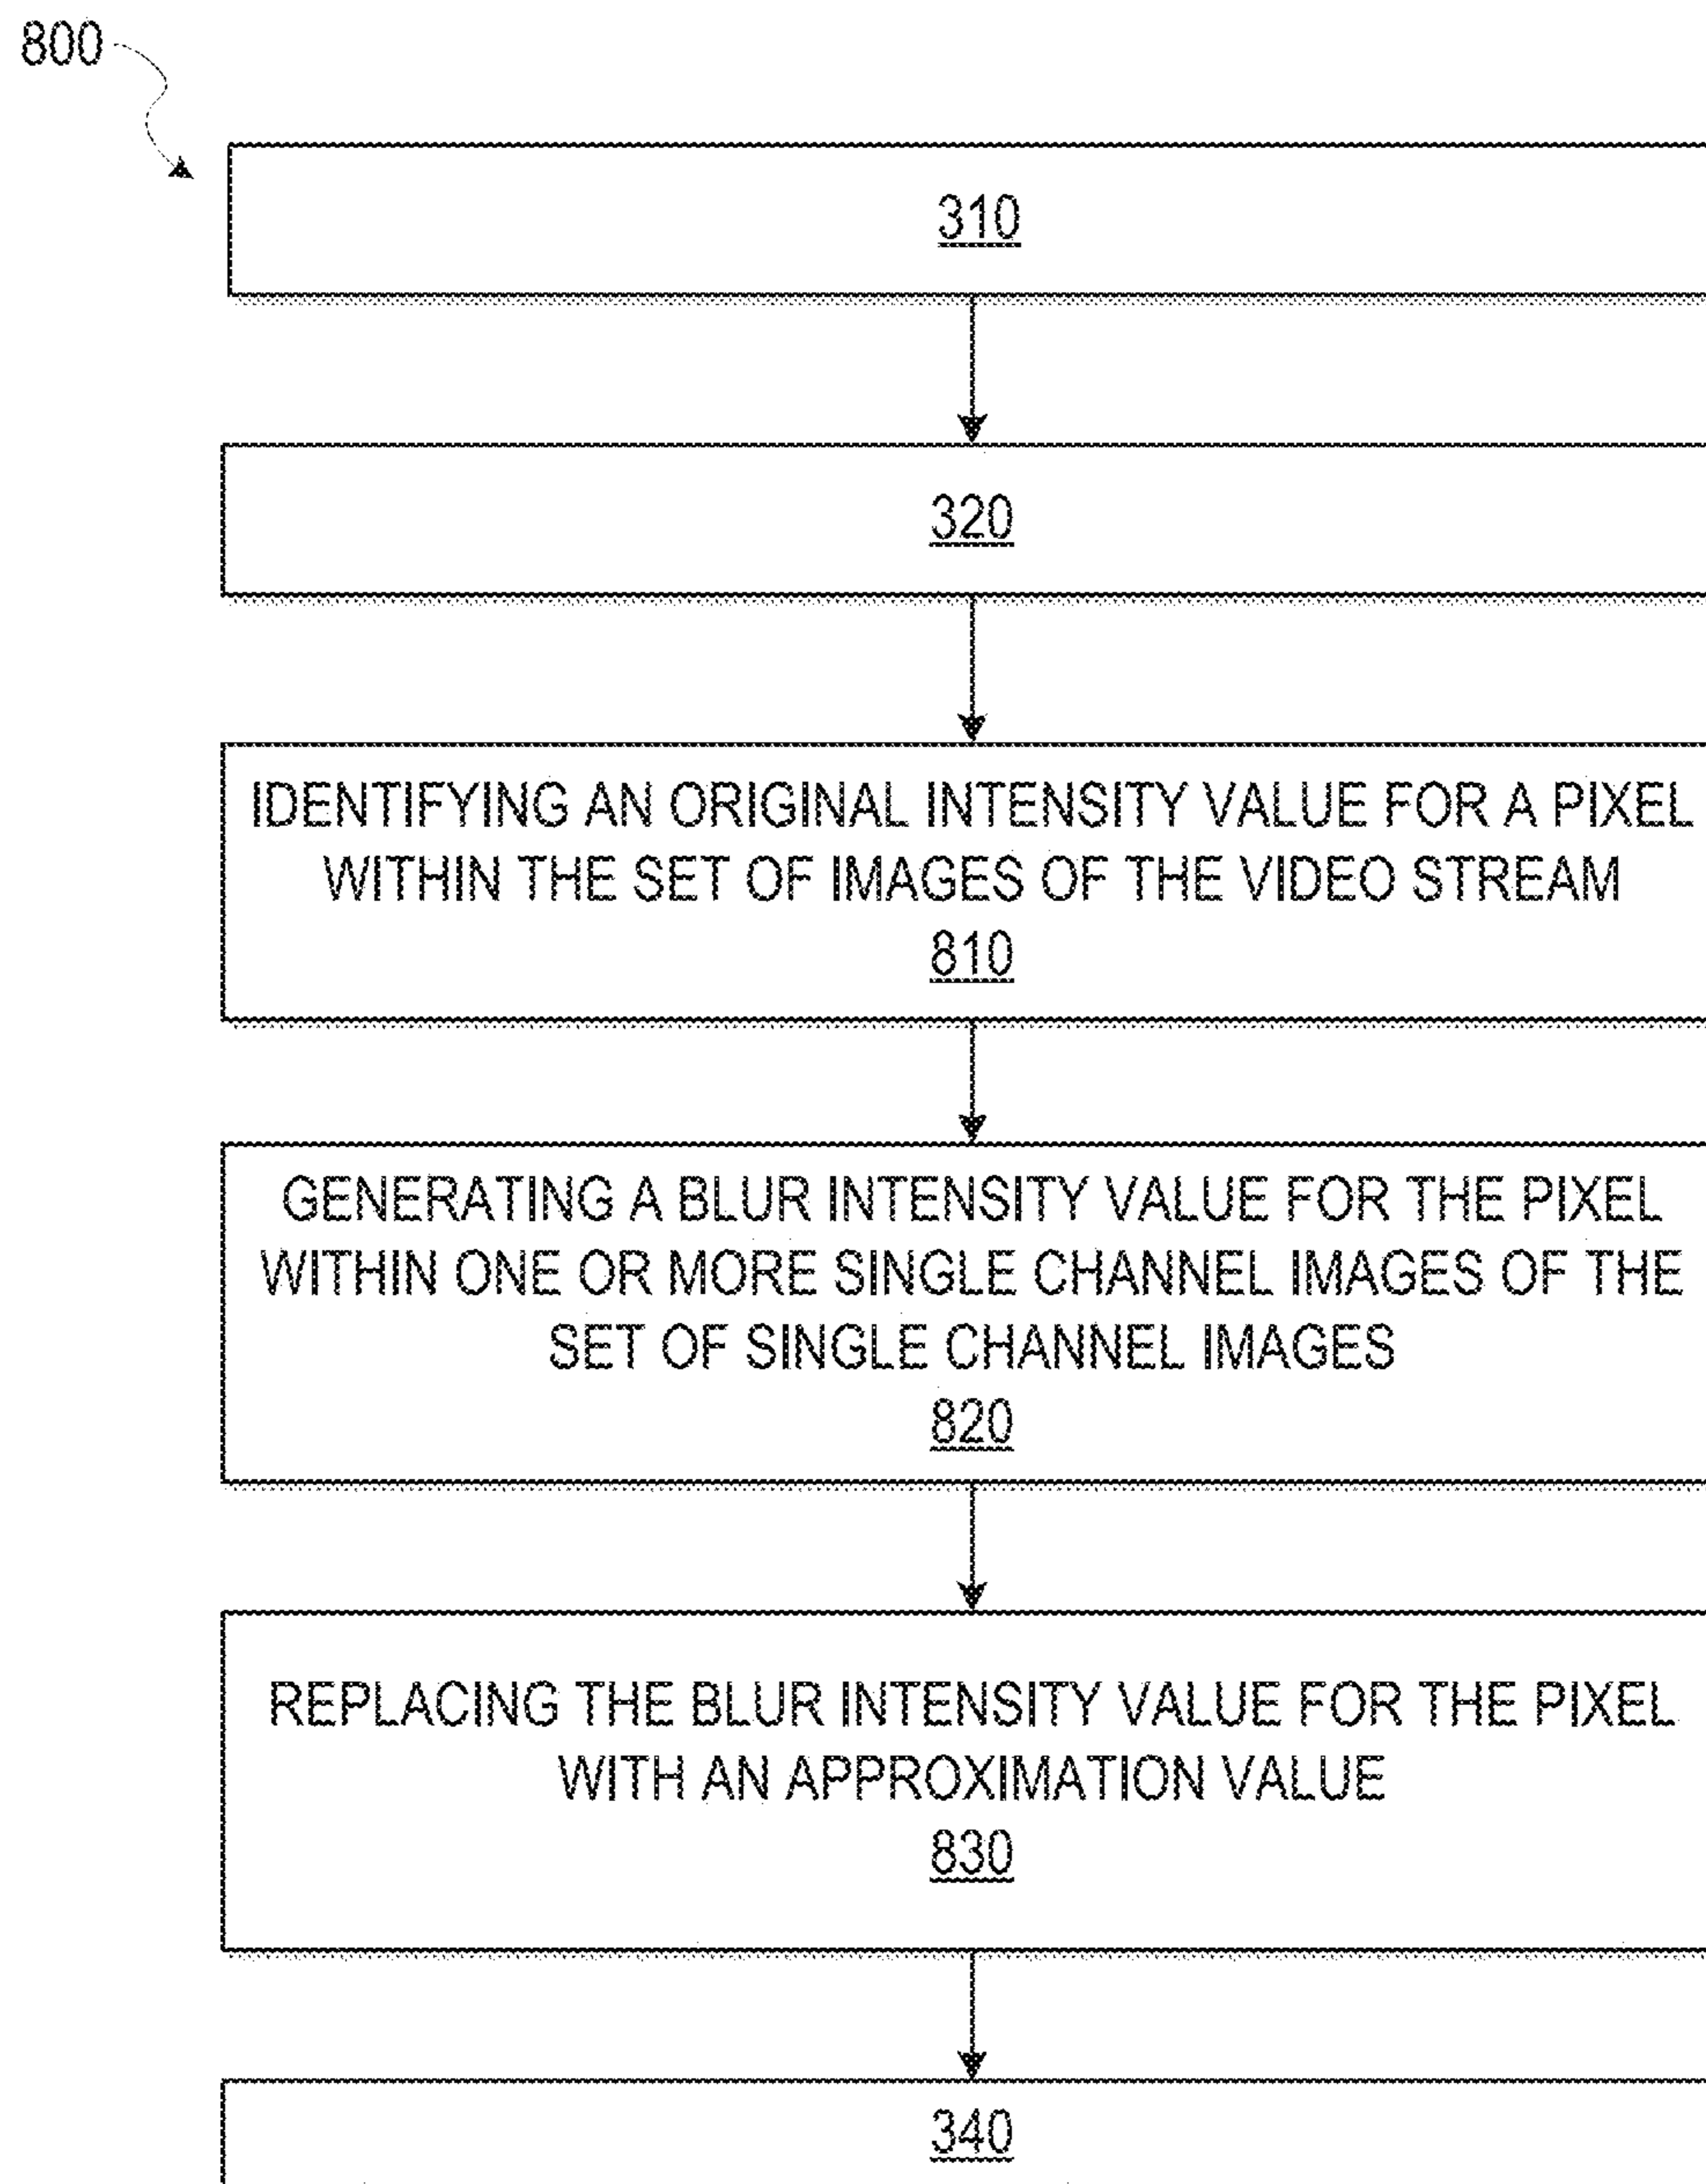 800
310
320
IDENTIFYING AN ORIGINAL INTENSITY VALUE FOR A PIXEL
WITHIN THE SET OF IMAGES OF THE VIDEO STREAM
810
GENERATING A BLUR INTENSITY VALUE FOR THE PIXEL
WITHIN ONE OR MORE SINGLE CHANNEL IMAGES OF THE
SET OF SINGLE CHANNEL IMAGES
820
REPLACING THE BLUR INTENSITY VALUE FOR THE PIXEL
WITH AN APPROXIMATION VALUE
830
340